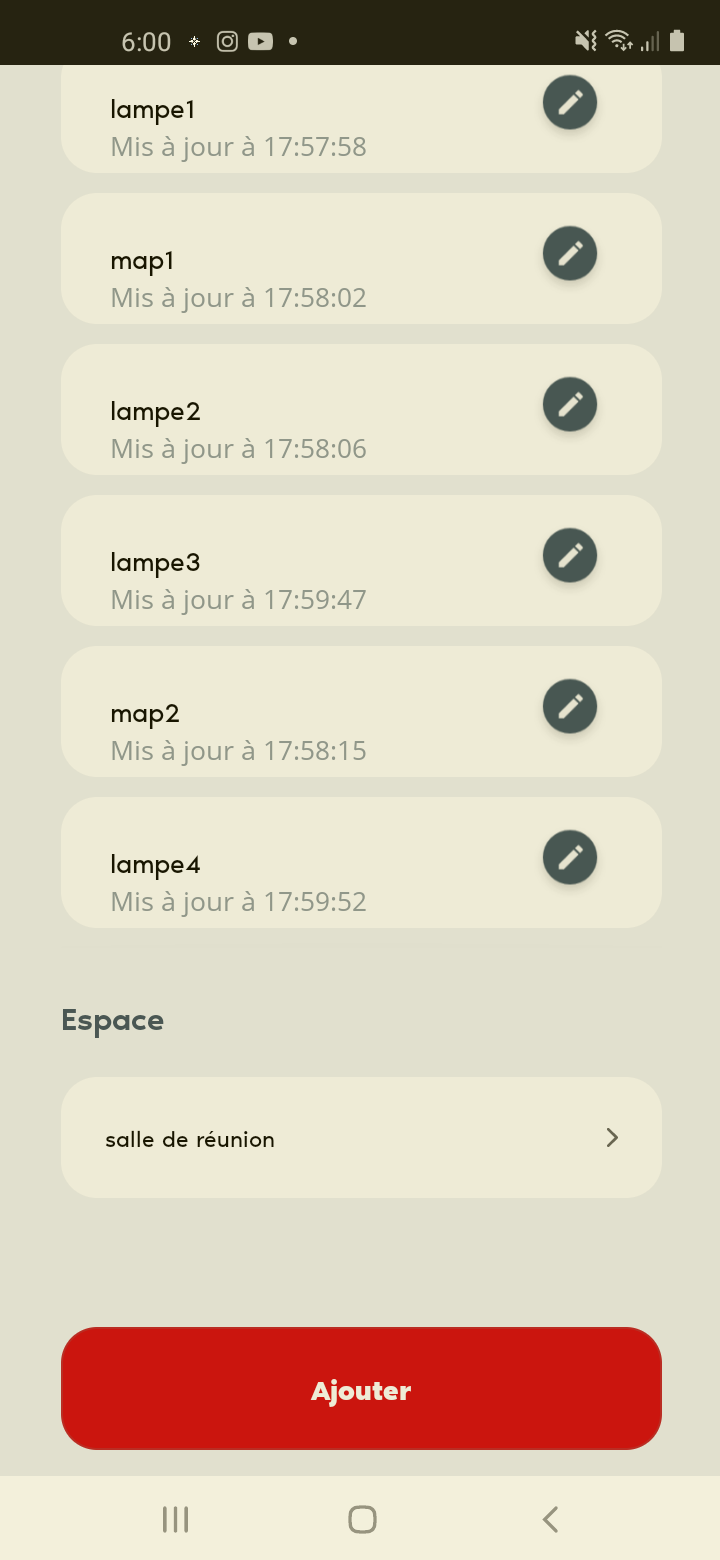 6:00
lampe1
Mis à jour à 17:57:58
map1
Mis à jour à 17:58:02
lampe2
Mis à jour à 17:58:06
lampe3
Mis à jour à 17:59:47
map2
Mis à jour à 17:58:15
lampe4
Mis à jour à 17:59:52
Espace
salle de réunion
Ajouter